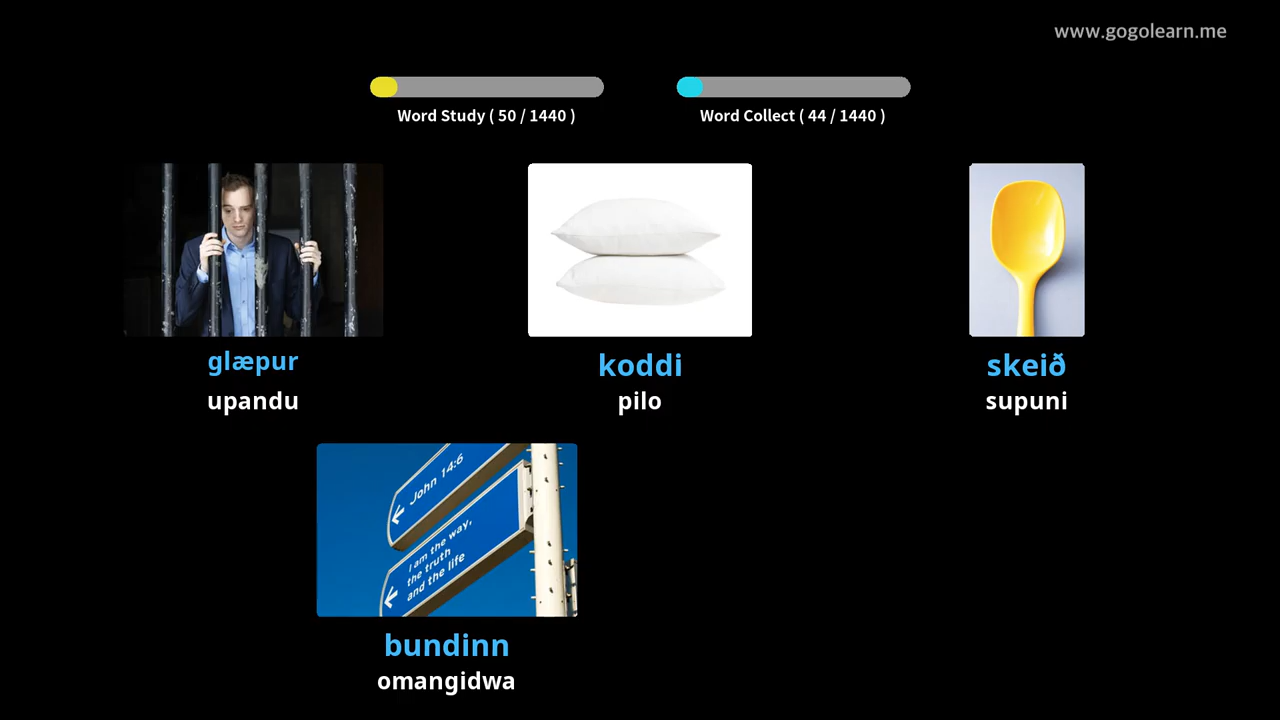 www.gogolearn.me
Word Study ( 50 / 1440 )
Word Collect ( 44 / 1440 )
glæpur
koddi
skeið
upandu
pilo
supuni
John 14:6
I am the way,
the truth
and the life
bundinn
omangidwa